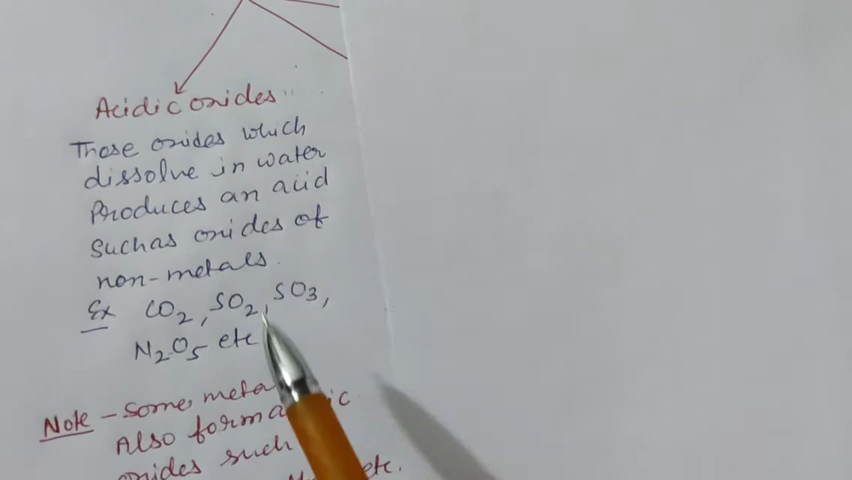 Acidic oxides
Those oxides which
dissolve in water
Produces an acid
Such as oxides of
non-metals.
Ex CO2, SO2, SO3,
N2O5 etc
Note - Some
Also form
oxides such
etc.